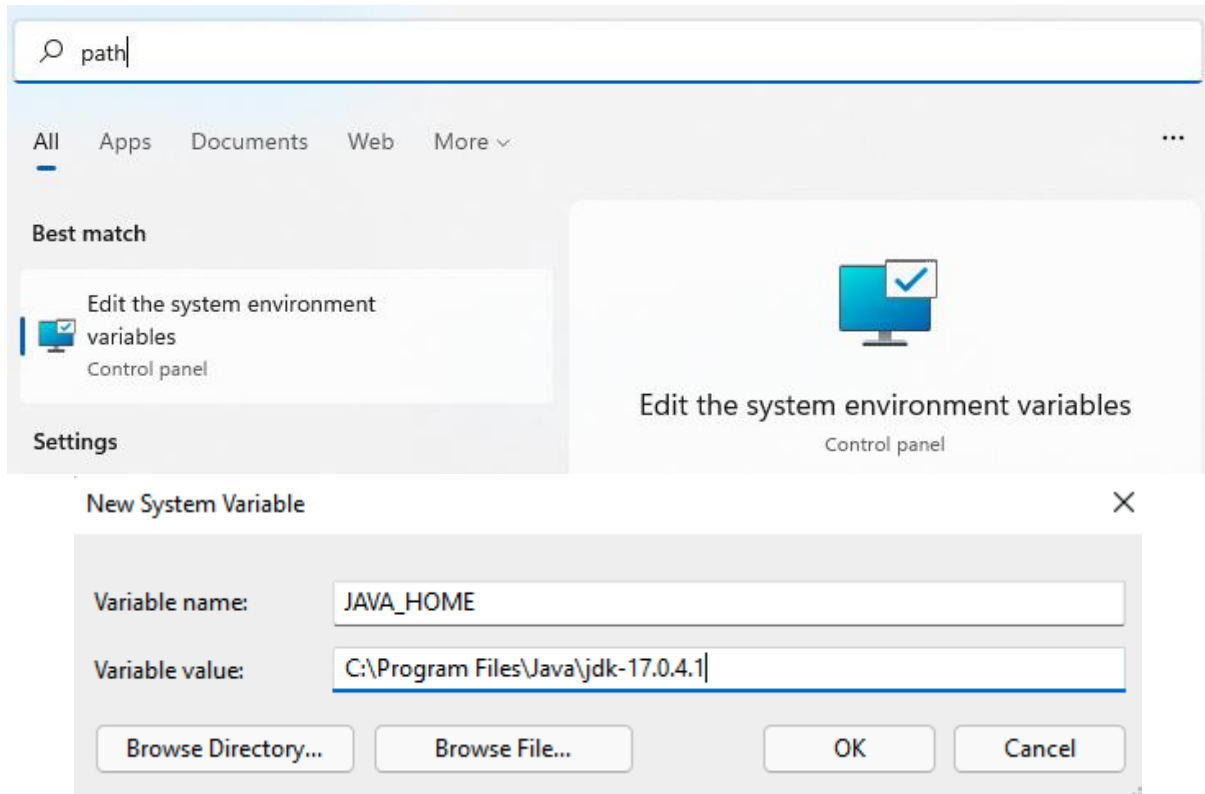 path
All Apps Documents Web More
...
Best match
Edit the system environment
variables
Control panel
Edit the system environment variables
Control panel
Settings
New System Variable
Variable name: JAVA_HOME
Variable value: C:\Program Files\Java\jdk-17.0.4.1
Browse Directory... Browse File... OK Cancel